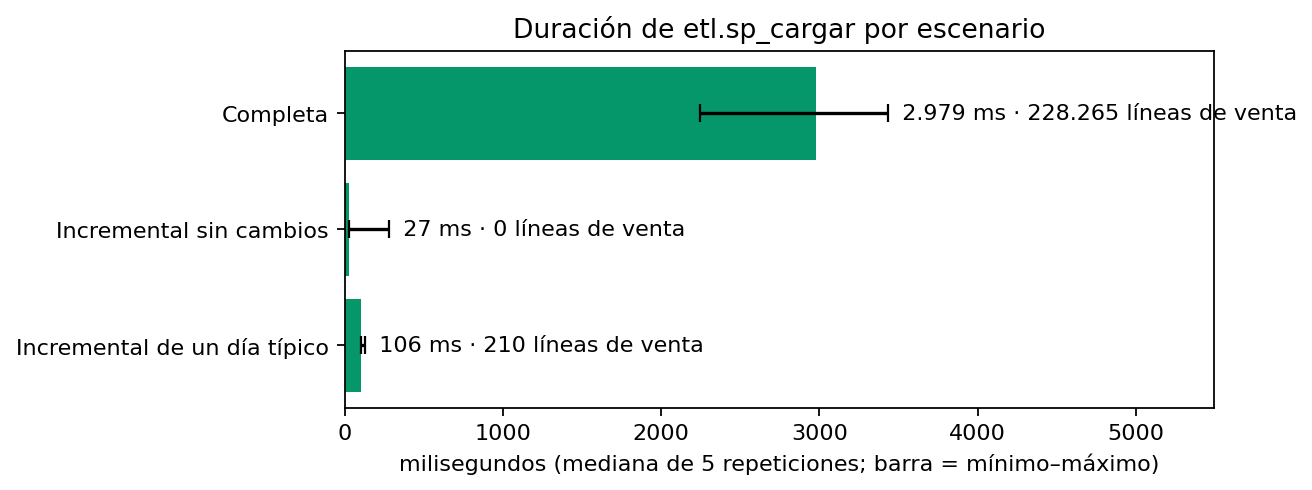 Duración de etl.sp_cargar por escenario
Completa
2.979 ms · 228.265 líneas de venta
Incremental sin cambios
27 ms · 0 líneas de venta
Incremental de un día típico
106 ms · 210 líneas de venta
0 1000 2000 3000 4000 5000
milisegundos (mediana de 5 repeticiones; barra = mínimo–máximo)